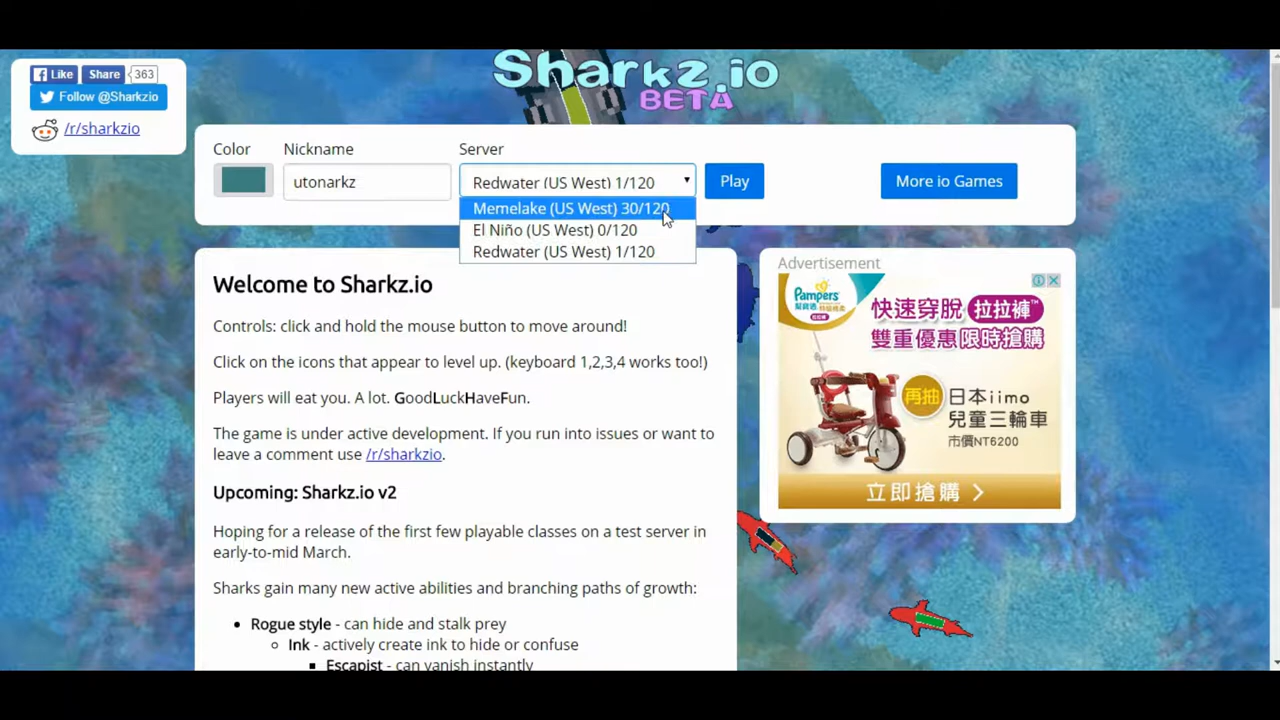 Sharkz.io
BETA
Like Share 363
Follow @Sharkzio
/r/sharkzio
Color Nickname Server
utonarkz Redwater (US West) 1/120 Play More io Games
Memelake (US West) 30/120
El Niño (US West) 0/120
Redwater (US West) 1/120
Welcome to Sharkz.io
Controls: click and hold the mouse button to move around!
Click on the icons that appear to level up. (keyboard 1,2,3,4 works too!)
Players will eat you. A lot. GoodLuckHaveFun.
The game is under active development. If you run into issues or want to
leave a comment use /r/sharkzio.
Upcoming: Sharkz.io v2
Hoping for a release of the first few playable classes on a test server in
early-to-mid March.
Sharks gain many new active abilities and branching paths of growth:
Rogue style - can hide and stalk prey
Ink - actively create ink to hide or confuse
Escapist - can vanish instantly
Advertisement
Pampers
快速穿脫 拉拉褲™
雙重優惠限時搶購
再抽 日本iimo
兒童三輪車
市價NT6200
立即搶購